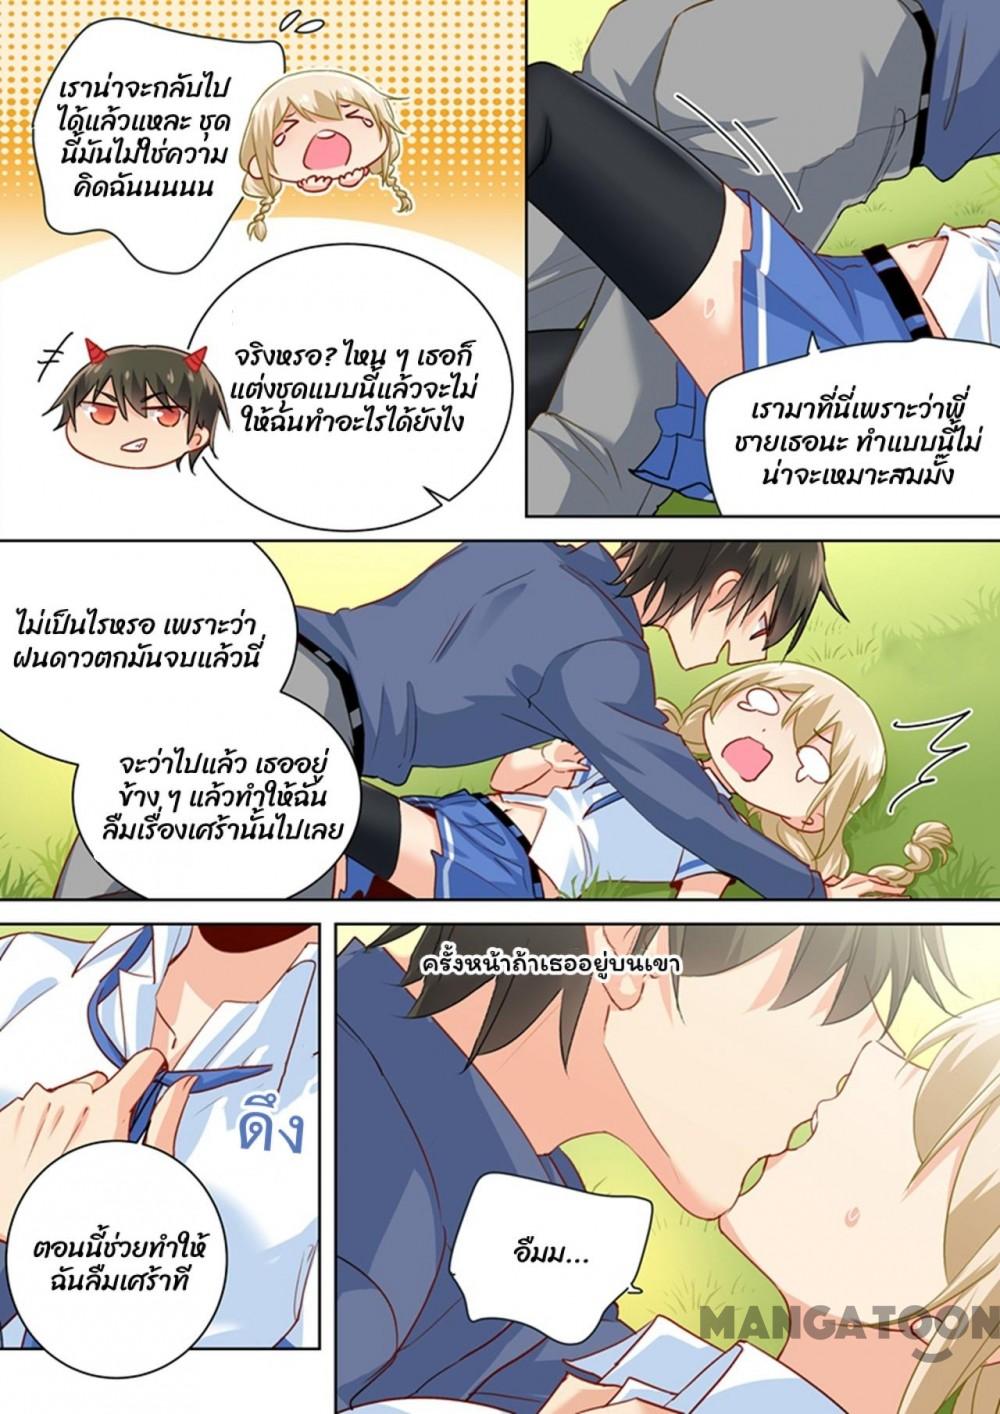 เราน่าจะกลับไป
ได้แล้วแหละ ชุด
นี้มันไม่ใช่ความ
คิดฉันนนนน
จริงหรอ? ไหน ๆ เธอก็
แต่งชุดแบบนี้แล้วจะไม่
ให้ฉันทำอะไรได้ยังไง
เรามาที่นี่เพราะว่าพี่
ชายเธอนะ ทำแบบนี้ไม่
น่าจะเหมาะสมมั๊ง
ไม่เป็นไรหรอ เพราะว่า
ฝนดาวตกมันจบแล้วนี่
จะว่าไปแล้ว เธออยู่
ข้าง ๆ แล้วทำให้ฉัน
ลืมเรื่องเศร้านั้นไปเลย
ครั้งหน้าถ้าเธออยู่บนเขา
ดึง
ตอนนี้ช่วยทำให้
ฉันลืมเศร้าที
อืมม...
MANGATOON